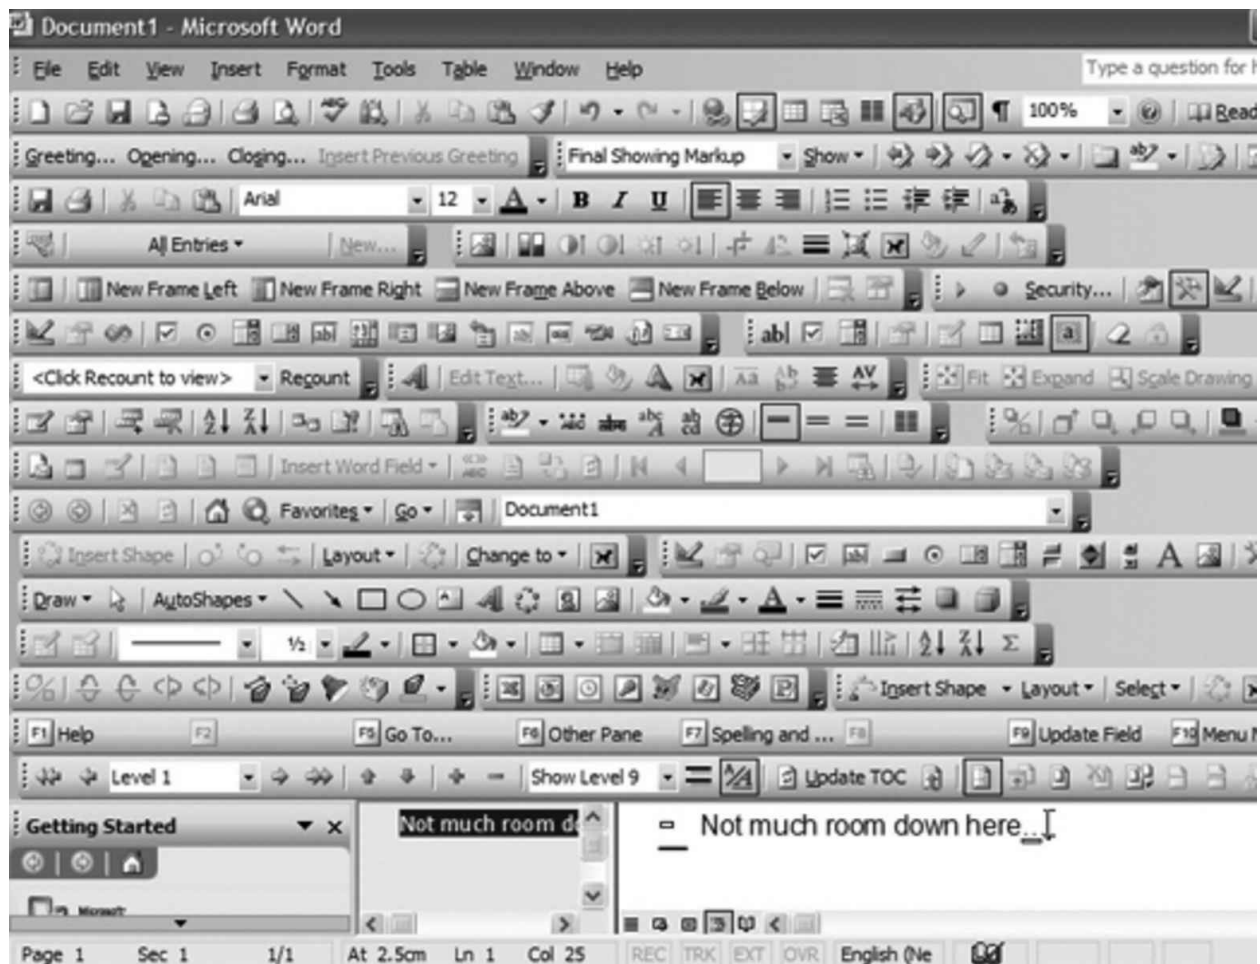 Document1 - Microsoft Word
File Edit View Insert Format Tools Table Window Help Type a question for h
100% Read
Greeting... Opening... Closing... Insert Previous Greeting Final Showing Markup Show
Arial 12 A B I U
All Entries New...
New Frame Left New Frame Right New Frame Above New Frame Below Security...
ab|
<Click Recount to view> Recount Edit Text... Fit Expand Scale Drawing
Insert Word Field
Favorites Go Document1
Insert Shape Layout Change to
Draw AutoShapes
½
Insert Shape Layout Select
F1 Help F2 F5 Go To... F6 Other Pane F7 Spelling and ... F8 F9 Update Field F10 Menu
Level 1 Show Level 9 Update TOC
Getting Started Not much room d Not much room down here...
Microsoft
Page 1 Sec 1 1/1 At 2.5cm Ln 1 Col 25 REC TRK EXT OVR English (Ne